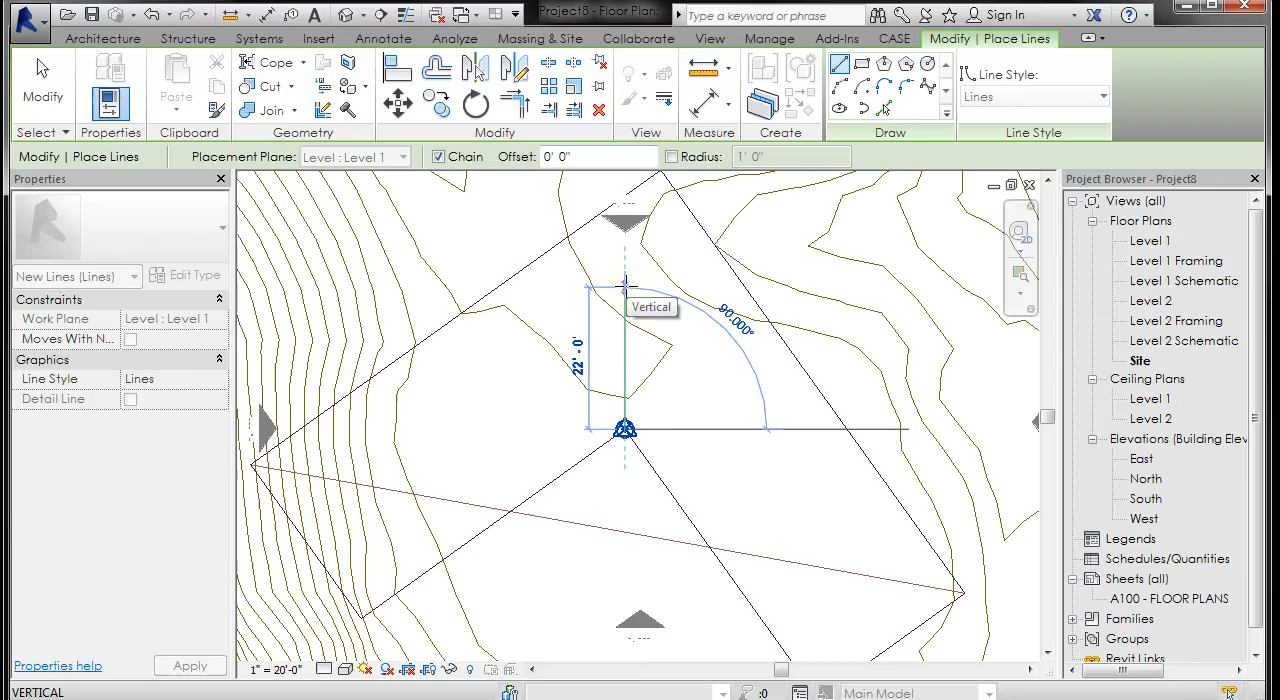 Project8 - Floor Plan:
Type a keyword or phrase
Sign In
Architecture
Structure
Systems
Insert
Annotate
Analyze
Massing & Site
Collaborate
View
Manage
Add-Ins
CASE
Modify | Place Lines
Modify
Paste
Cope
Cut
Join
Line Style:
Lines
Select
Properties
Clipboard
Geometry
Modify
View
Measure
Create
Draw
Line Style
Modify | Place Lines
Placement Plane:
Level : Level 1
Chain
Offset:
0' 0"
Radius:
1' 0"
Properties
New Lines (Lines)
Edit Type
Constraints
Work Plane
Level : Level 1
Moves With N...
Graphics
Line Style
Lines
Detail Line
Properties help
Apply
2D
Vertical
90.000°
22' - 0"
Project Browser - Project8
Views (all)
Floor Plans
Level 1
Level 1 Framing
Level 1 Schematic
Level 2
Level 2 Framing
Level 2 Schematic
Site
Ceiling Plans
Level 1
Level 2
Elevations (Building Elev
East
North
South
West
Legends
Schedules/Quantities
Sheets (all)
A100 - FLOOR PLANS
Families
Groups
Revit Links
1" = 20'-0"
VERTICAL
:0
Main Model